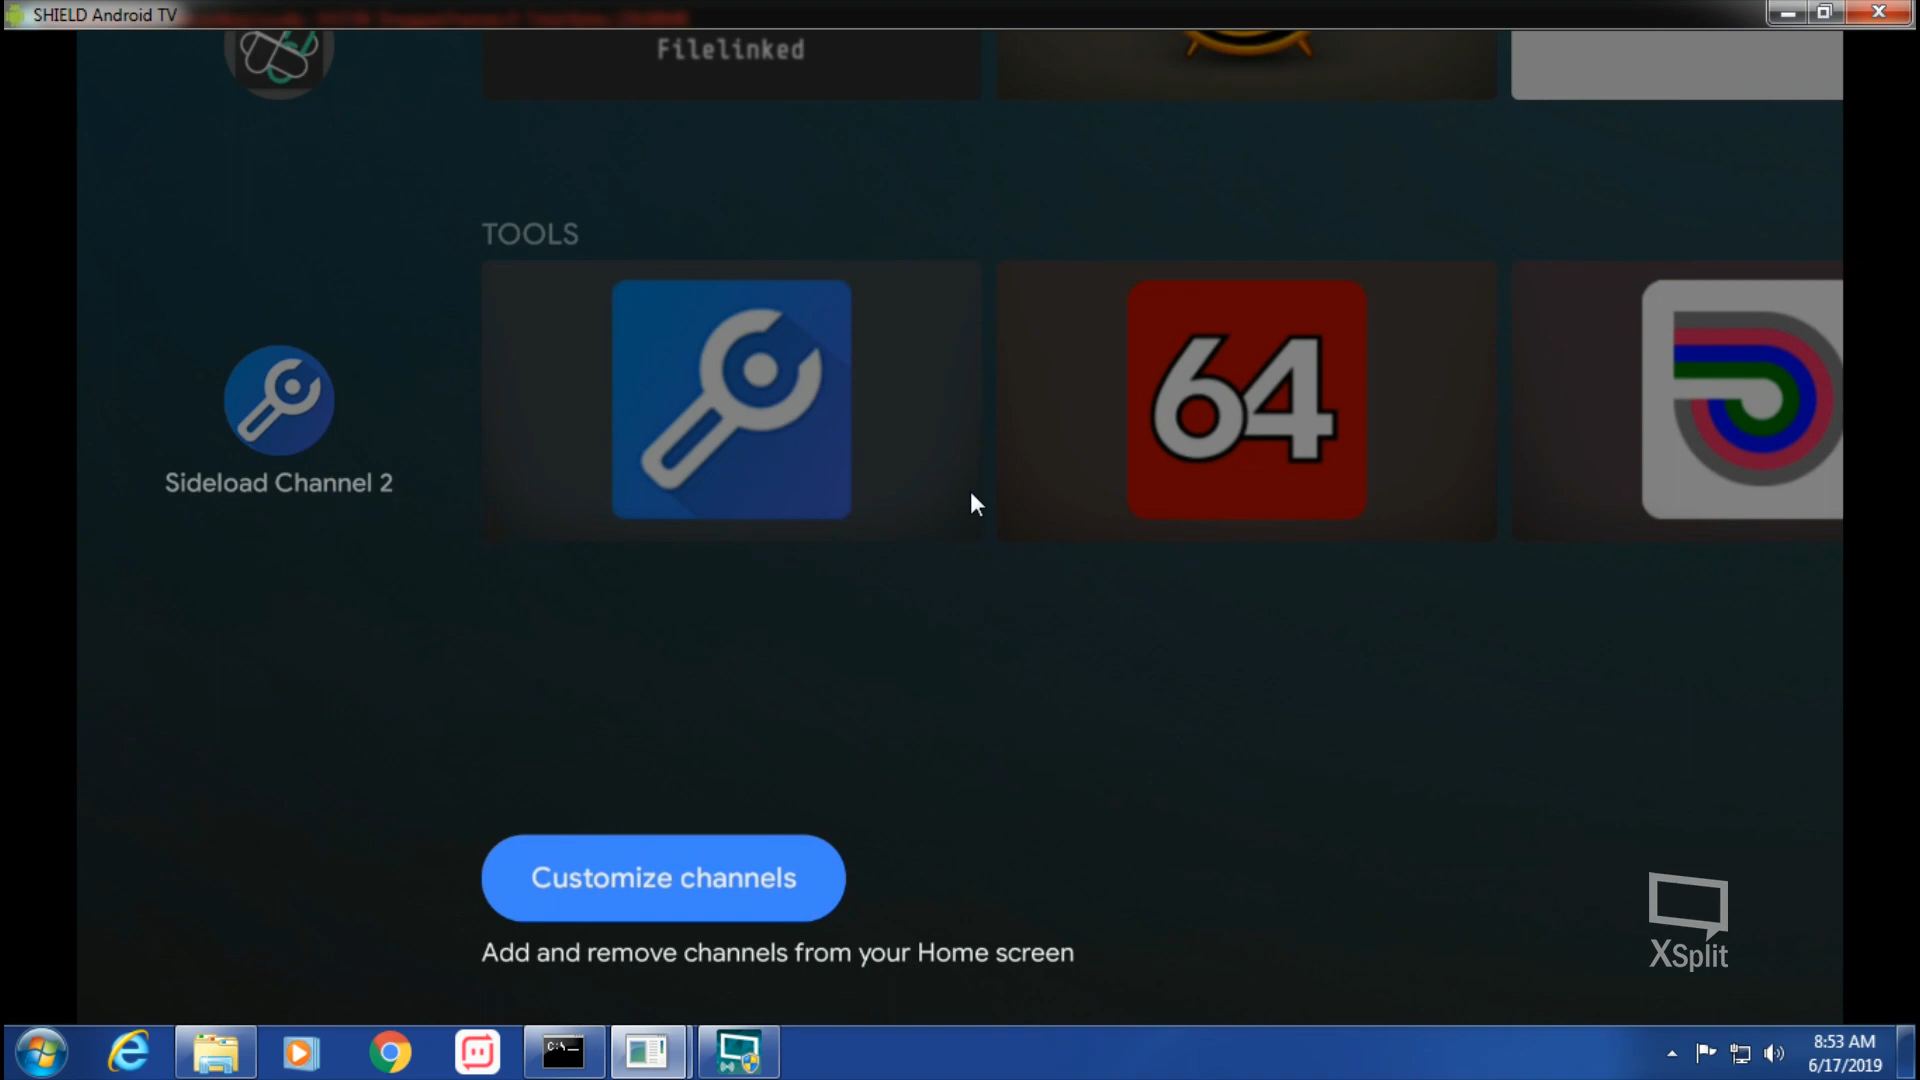 SHIELD Android TV
Filelinked
TOOLS
64
Sideload Channel 2
Customize channels
Add and remove channels from your Home screen
XSplit
C:\_
8:53 AM
6/17/2019